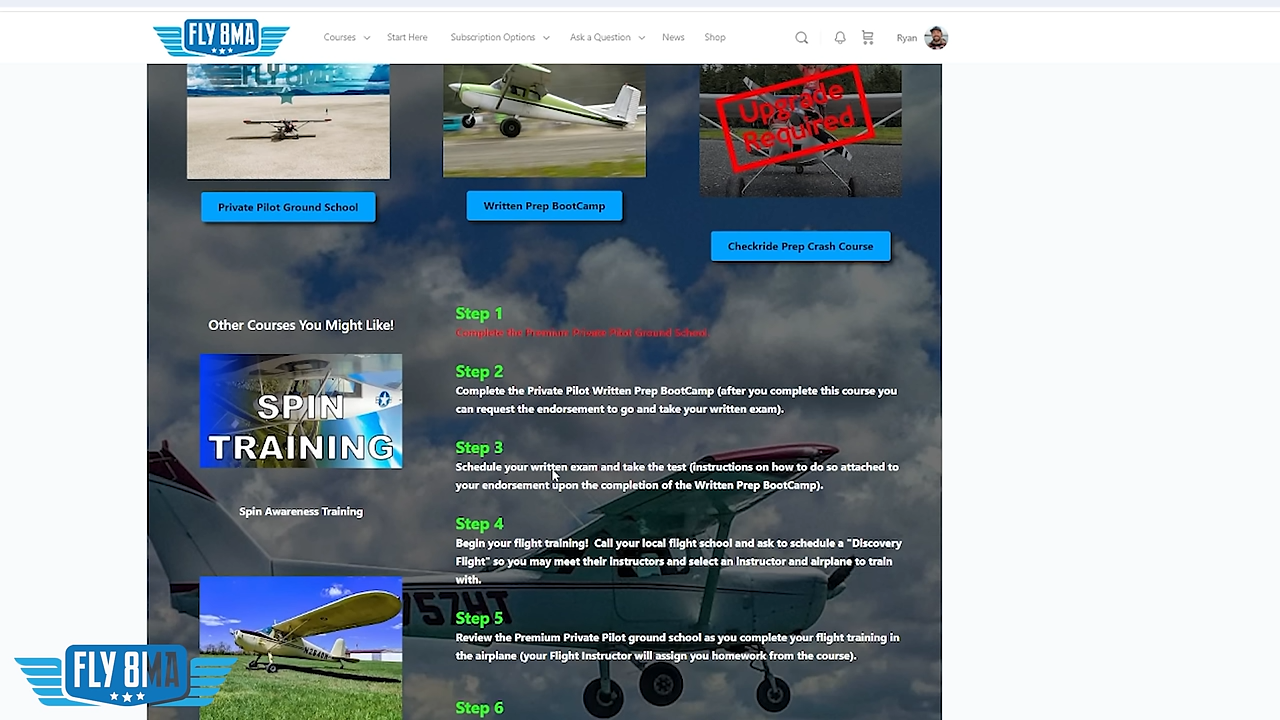 FLY 8MA
Courses
Start Here
Subscription Options
Ask a Question
News
Shop
Ryan
FLY 8MA
Upgrade
Required
Private Pilot Ground School
Written Prep BootCamp
Checkride Prep Crash Course
Other Courses You Might Like!
SPIN
TRAINING
Spin Awareness Training
Step 1
Complete the Premium Private Pilot Ground School.
Step 2
Complete the Private Pilot Written Prep BootCamp (after you complete this course you
can request the endorsement to go and take your written exam).
Step 3
Schedule your written exam and take the test (instructions on how to do so attached to
your endorsement upon the completion of the Written Prep BootCamp).
Step 4
Begin your flight training! Call your local flight school and ask to schedule a "Discovery
Flight" so you may meet their instructors and select an instructor and airplane to train
with.
Step 5
Review the Premium Private Pilot ground school as you complete your flight training in
the airplane (your Flight Instructor will assign you homework from the course).
Step 6
FLY 8MA